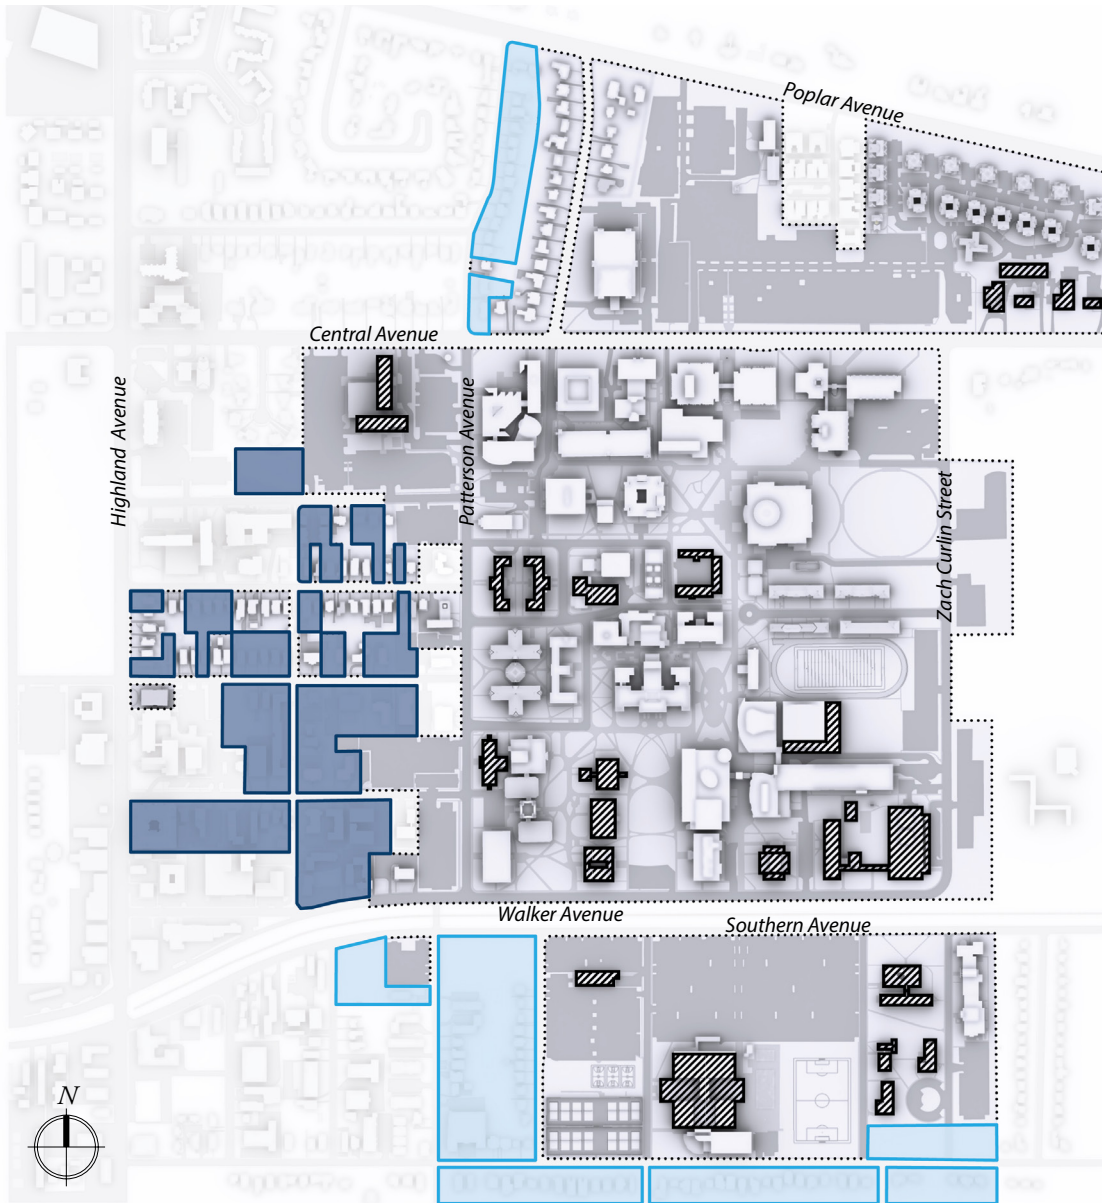 Poplar Avenue
Central Avenue
Highland Avenue
Patterson Avenue
Zach Curlin Street
Walker Avenue
Southern Avenue
N